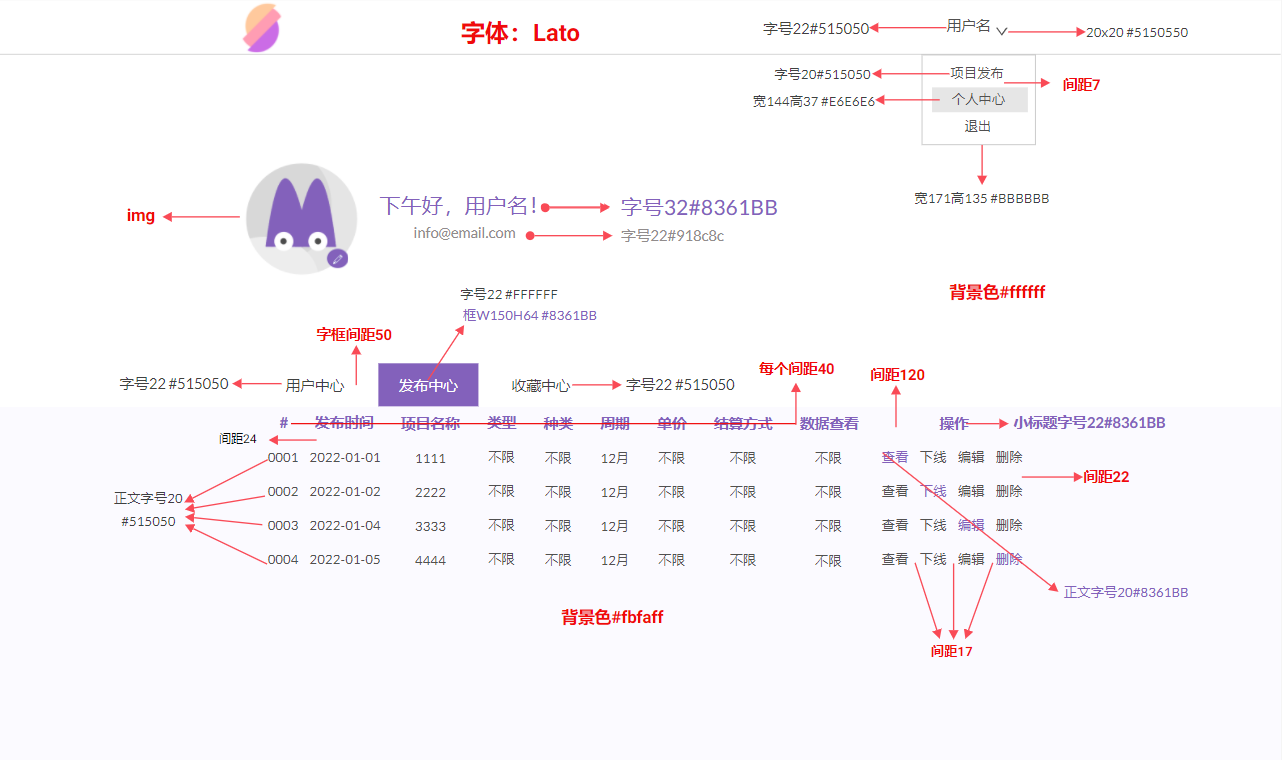 字体：Lato
字号22#515050
用户名
20x20 #5150550
字号20#515050
项目发布
间距7
宽144高37 #E6E6E6
个人中心
退出
宽171高135 #BBBBBB
img
下午好，用户名！
字号32#8361BB
info@email.com
字号22#918c8c
背景色#ffffff
字号22 #FFFFFF
框W150H64 #8361BB
字框间距50
字号22 #515050
用户中心
发布中心
收藏中心
字号22 #515050
每个间距40
间距120
# 发布时间 项目名称 类型 种类 周期 单价 结算方式 数据查看 操作
小标题字号22#8361BB
间距24
0001 2022-01-01 1111 不限 不限 12月 不限 不限 不限 查看 下线 编辑 删除
间距22
0002 2022-01-02 2222 不限 不限 12月 不限 不限 不限 查看 下线 编辑 删除
正文字号20
#515050
0003 2022-01-04 3333 不限 不限 12月 不限 不限 不限 查看 下线 编辑 删除
0004 2022-01-05 4444 不限 不限 12月 不限 不限 不限 查看 下线 编辑 删除
正文字号20#8361BB
背景色#fbfaff
间距17